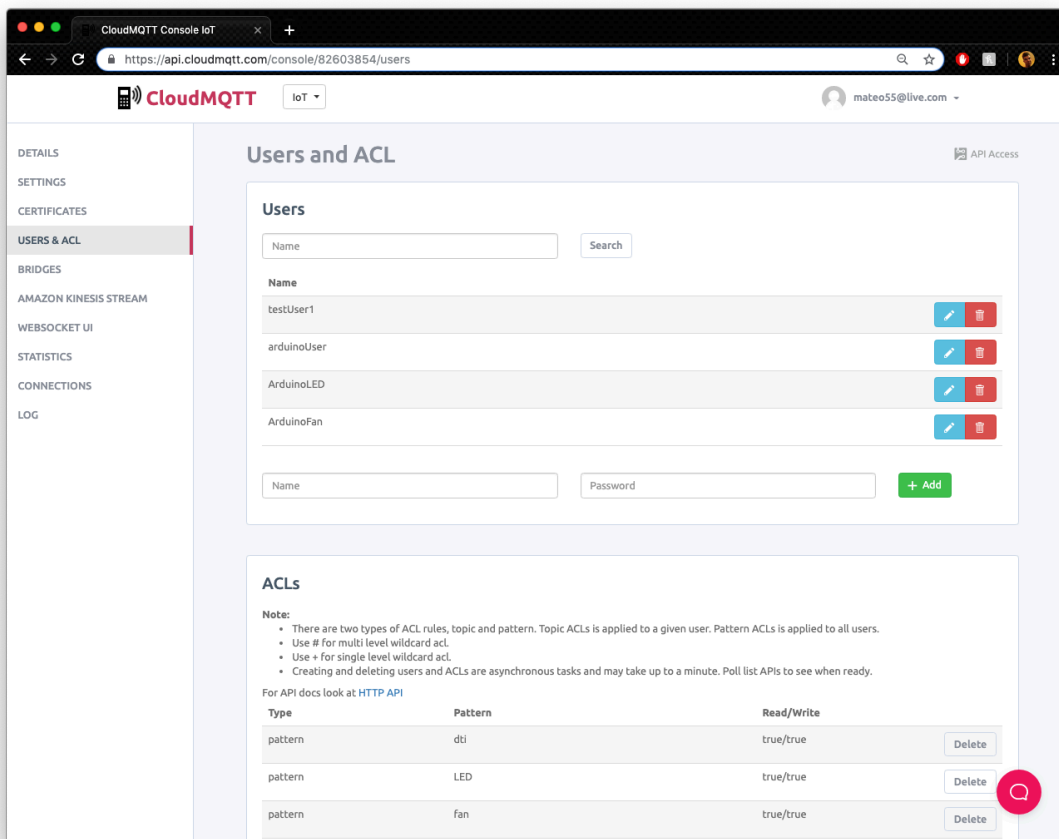 CloudMQTT Console IoT
https://api.cloudmqtt.com/console/82603854/users
CloudMQTT
IoT
mateo55@live.com
DETAILS
SETTINGS
CERTIFICATES
USERS & ACL
BRIDGES
AMAZON KINESIS STREAM
WEBSOCKET UI
STATISTICS
CONNECTIONS
LOG
Users and ACL
API Access
Users
Name
Search
Name
testUser1
arduinoUser
ArduinoLED
ArduinoFan
Name
Password
+ Add
ACLs
Note:
• There are two types of ACL rules, topic and pattern. Topic ACLs is applied to a given user. Pattern ACLs is applied to all users.
• Use # for multi level wildcard acl.
• Use + for single level wildcard acl.
• Creating and deleting users and ACLs are asynchronous tasks and may take up to a minute. Poll list APIs to see when ready.
For API docs look at HTTP API
Type Pattern Read/Write
pattern dti true/true Delete
pattern LED true/true Delete
pattern fan true/true Delete